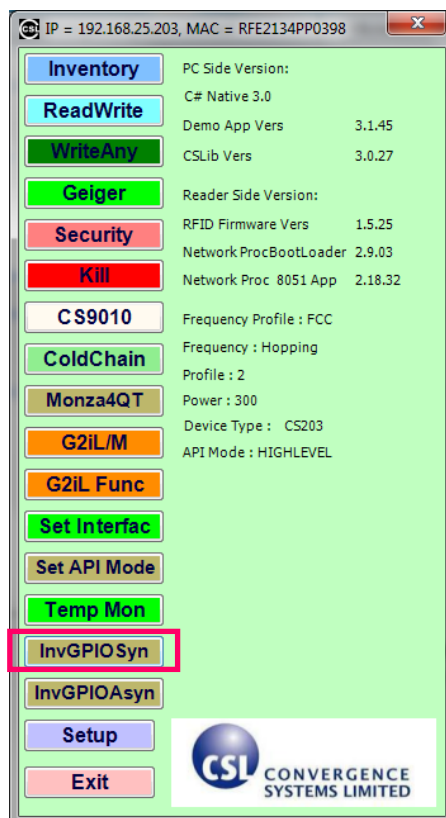 CSL IP = 192.168.25.203, MAC = RFE2134PP0398
Inventory
ReadWrite
WriteAny
Geiger
Security
Kill
CS9010
ColdChain
Monza4QT
G2iL/M
G2iL Func
Set Interfac
Set API Mode
Temp Mon
InvGPIOSyn
InvGPIOAsyn
Setup
Exit
PC Side Version:
C# Native 3.0
Demo App Vers 3.1.45
CSLib Vers 3.0.27
Reader Side Version:
RFID Firmware Vers 1.5.25
Network ProcBootLoader 2.9.03
Network Proc 8051 App 2.18.32
Frequency Profile : FCC
Frequency : Hopping
Profile : 2
Power : 300
Device Type : CS203
API Mode : HIGHLEVEL
CSL
CONVERGENCE
SYSTEMS LIMITED